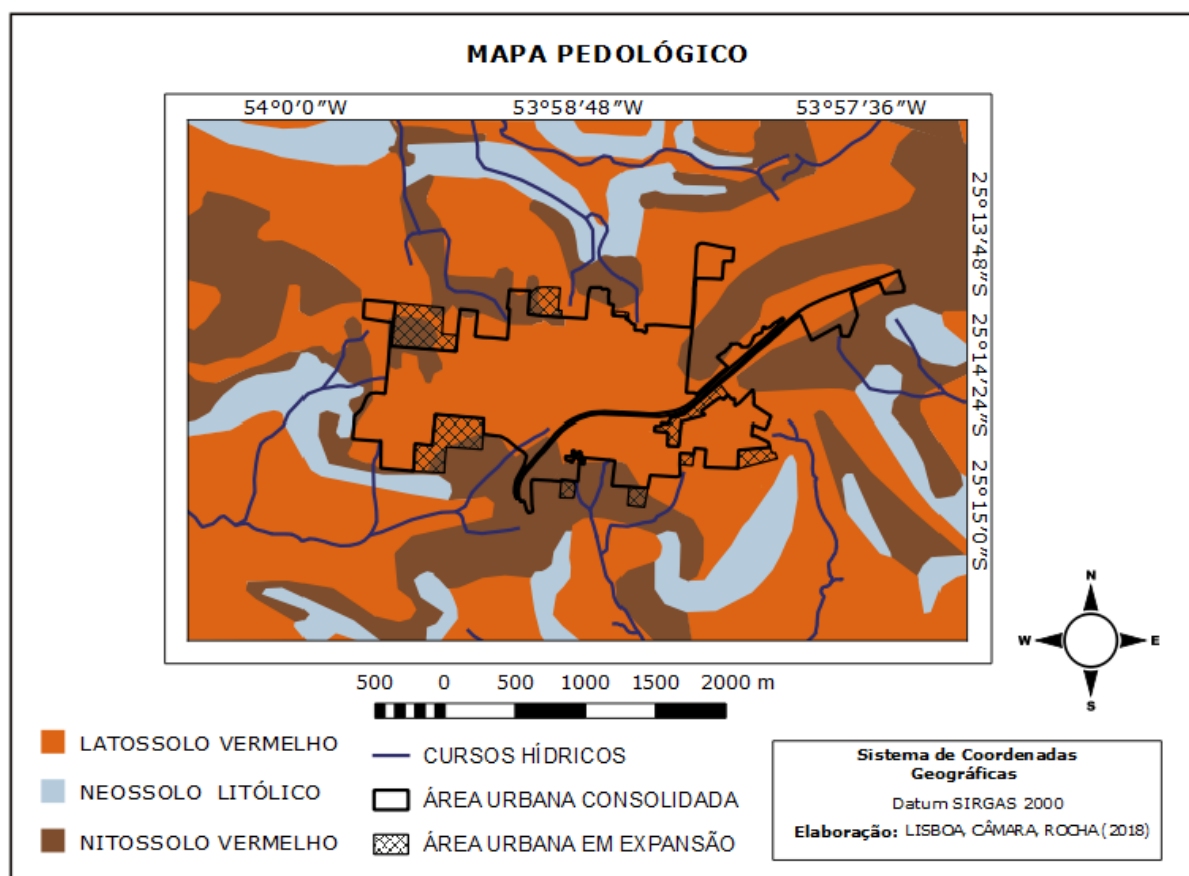 MAPA PEDOLÓGICO
54°0′0″W 53°58′48″W 53°57′36″W
25°13′48″S
25°14′24″S
25°15′0″S
500 0 500 1000 1500 2000 m
N
W E
S
LATOSSOLO VERMELHO
NEOSSOLO LITÓLICO
NITOSSOLO VERMELHO
CURSOS HÍDRICOS
ÁREA URBANA CONSOLIDADA
ÁREA URBANA EM EXPANSÃO
Sistema de Coordenadas
Geográficas
Datum SIRGAS 2000
Elaboração: LISBOA, CÂMARA, ROCHA (2018)